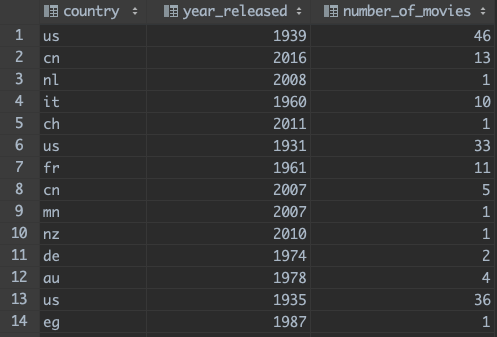 country year_released number_of_movies
1 us 1939 46
2 cn 2016 13
3 nl 2008 1
4 it 1960 10
5 ch 2011 1
6 us 1931 33
7 fr 1961 11
8 cn 2007 5
9 mn 2007 1
10 nz 2010 1
11 de 1974 2
12 au 1978 4
13 us 1935 36
14 eg 1987 1